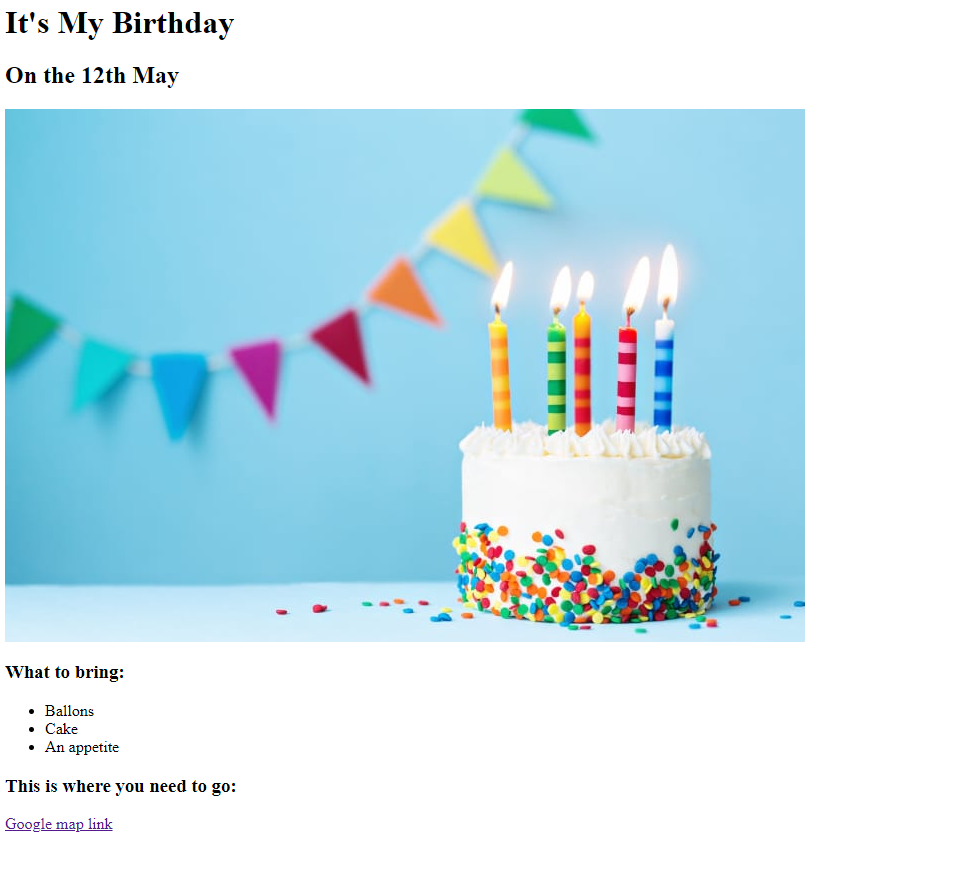 It's My Birthday
On the 12th May
What to bring:
Ballons
Cake
An appetite
This is where you need to go:
Google map link